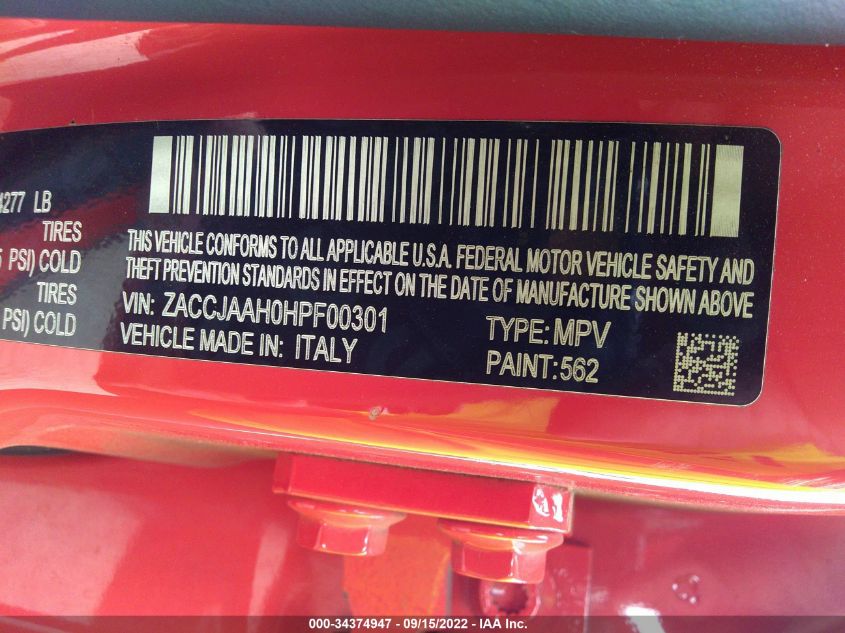 277 LB
TIRES
PSI) COLD
TIRES
PSI) COLD
THIS VEHICLE CONFORMS TO ALL APPLICABLE U.S.A. FEDERAL MOTOR VEHICLE SAFETY AND
THEFT PREVENTION STANDARDS IN EFFECT ON THE DATE OF MANUFACTURE SHOWN ABOVE
VIN: ZACCJAAH0HPF00301
TYPE: MPV
VEHICLE MADE IN: ITALY
PAINT: 562
000-34374947 - 09/15/2022 - IAA Inc.